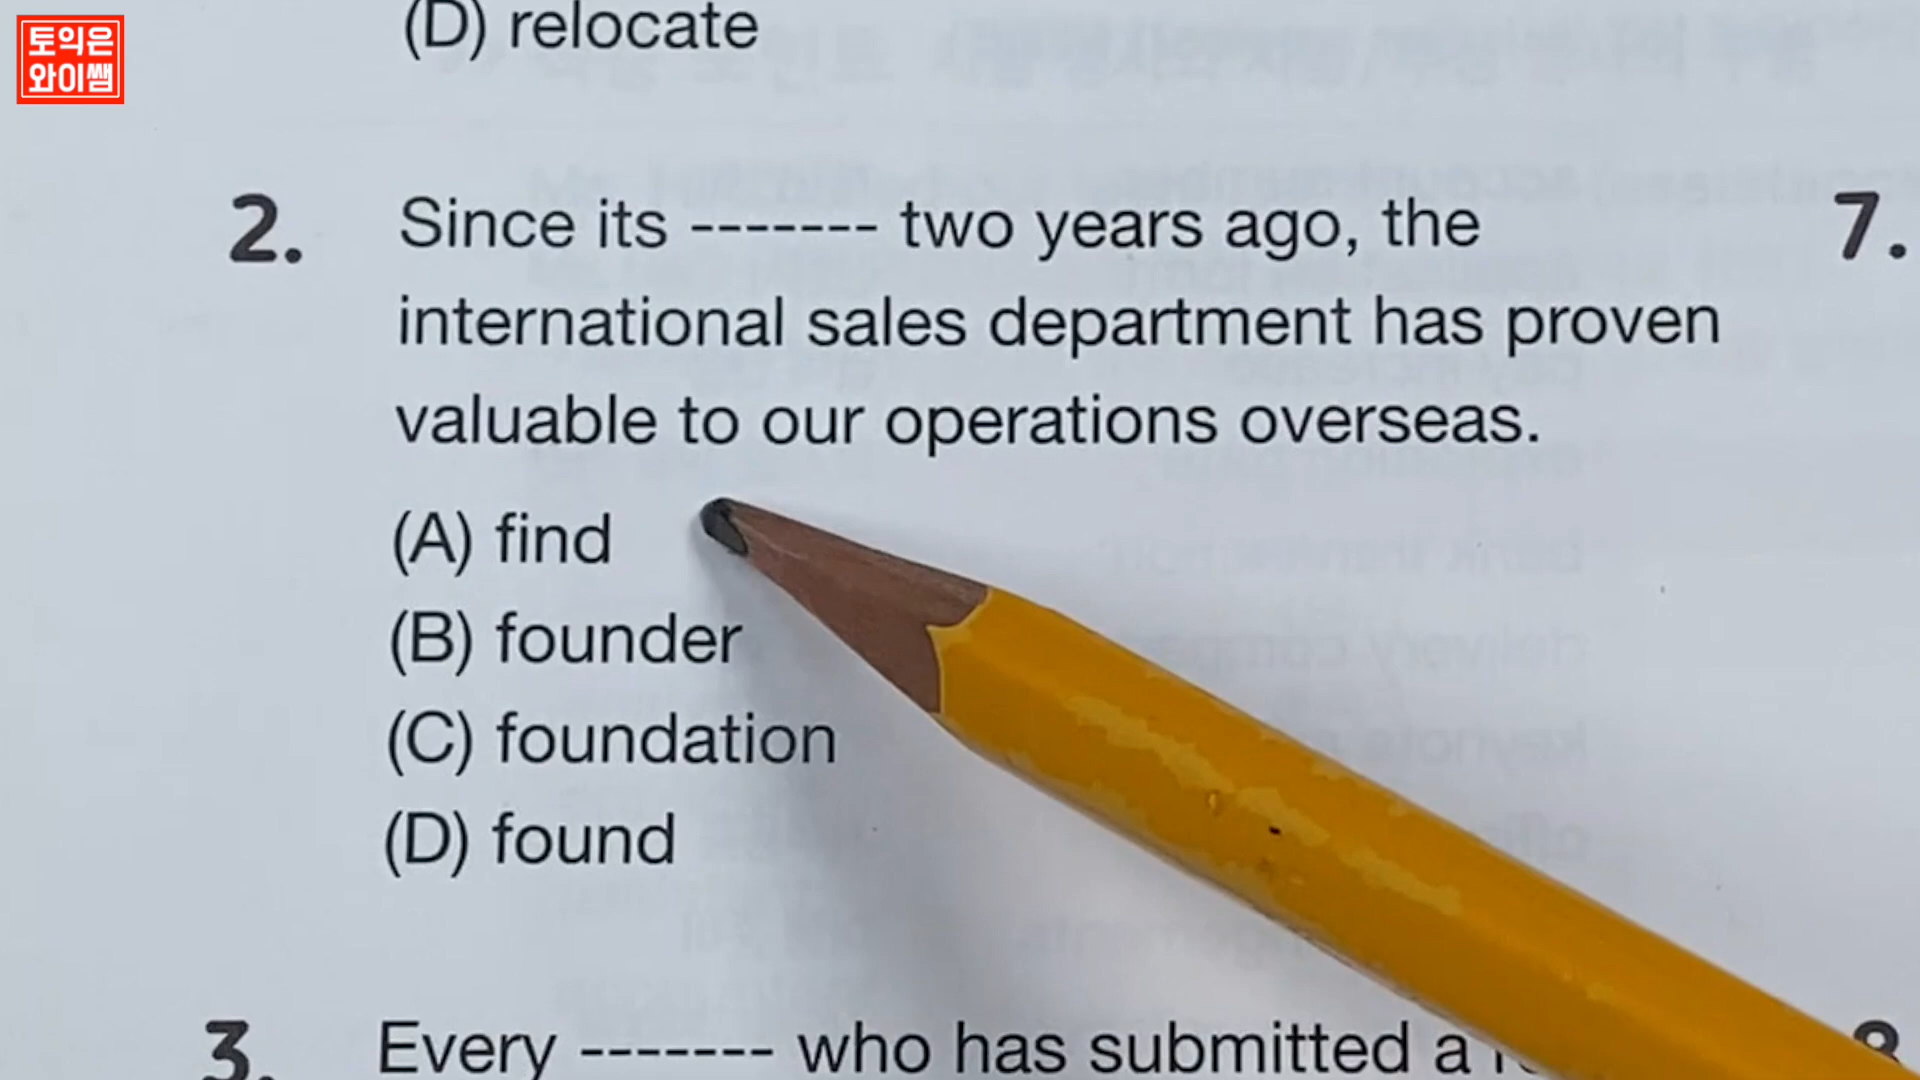 토익은
와이쌤
(D) relocate
2. Since its ------- two years ago, the
international sales department has proven
valuable to our operations overseas.
(A) find
(B) founder
(C) foundation
(D) found
3. Every ------- who has submitted a
7.
8